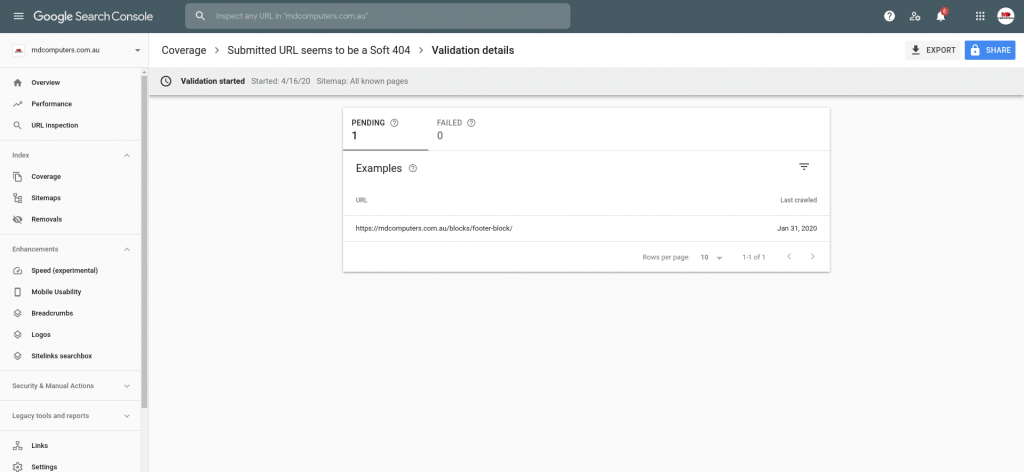 Google Search Console
Inspect any URL in "mdcomputers.com.au"
6
mdcomputers.com.au
Coverage > Submitted URL seems to be a Soft 404 > Validation details
EXPORT
SHARE
Validation started Started: 4/16/20 Sitemap: All known pages
Overview
Performance
URL inspection
Index
Coverage
Sitemaps
Removals
Enhancements
Speed (experimental)
Mobile Usability
Breadcrumbs
Logos
Sitelinks searchbox
Security & Manual Actions
Legacy tools and reports
Links
Settings
PENDING
1
FAILED
0
Examples
URL Last crawled
https://mdcomputers.com.au/blocks/footer-block/ Jan 31, 2020
Rows per page: 10 1-1 of 1